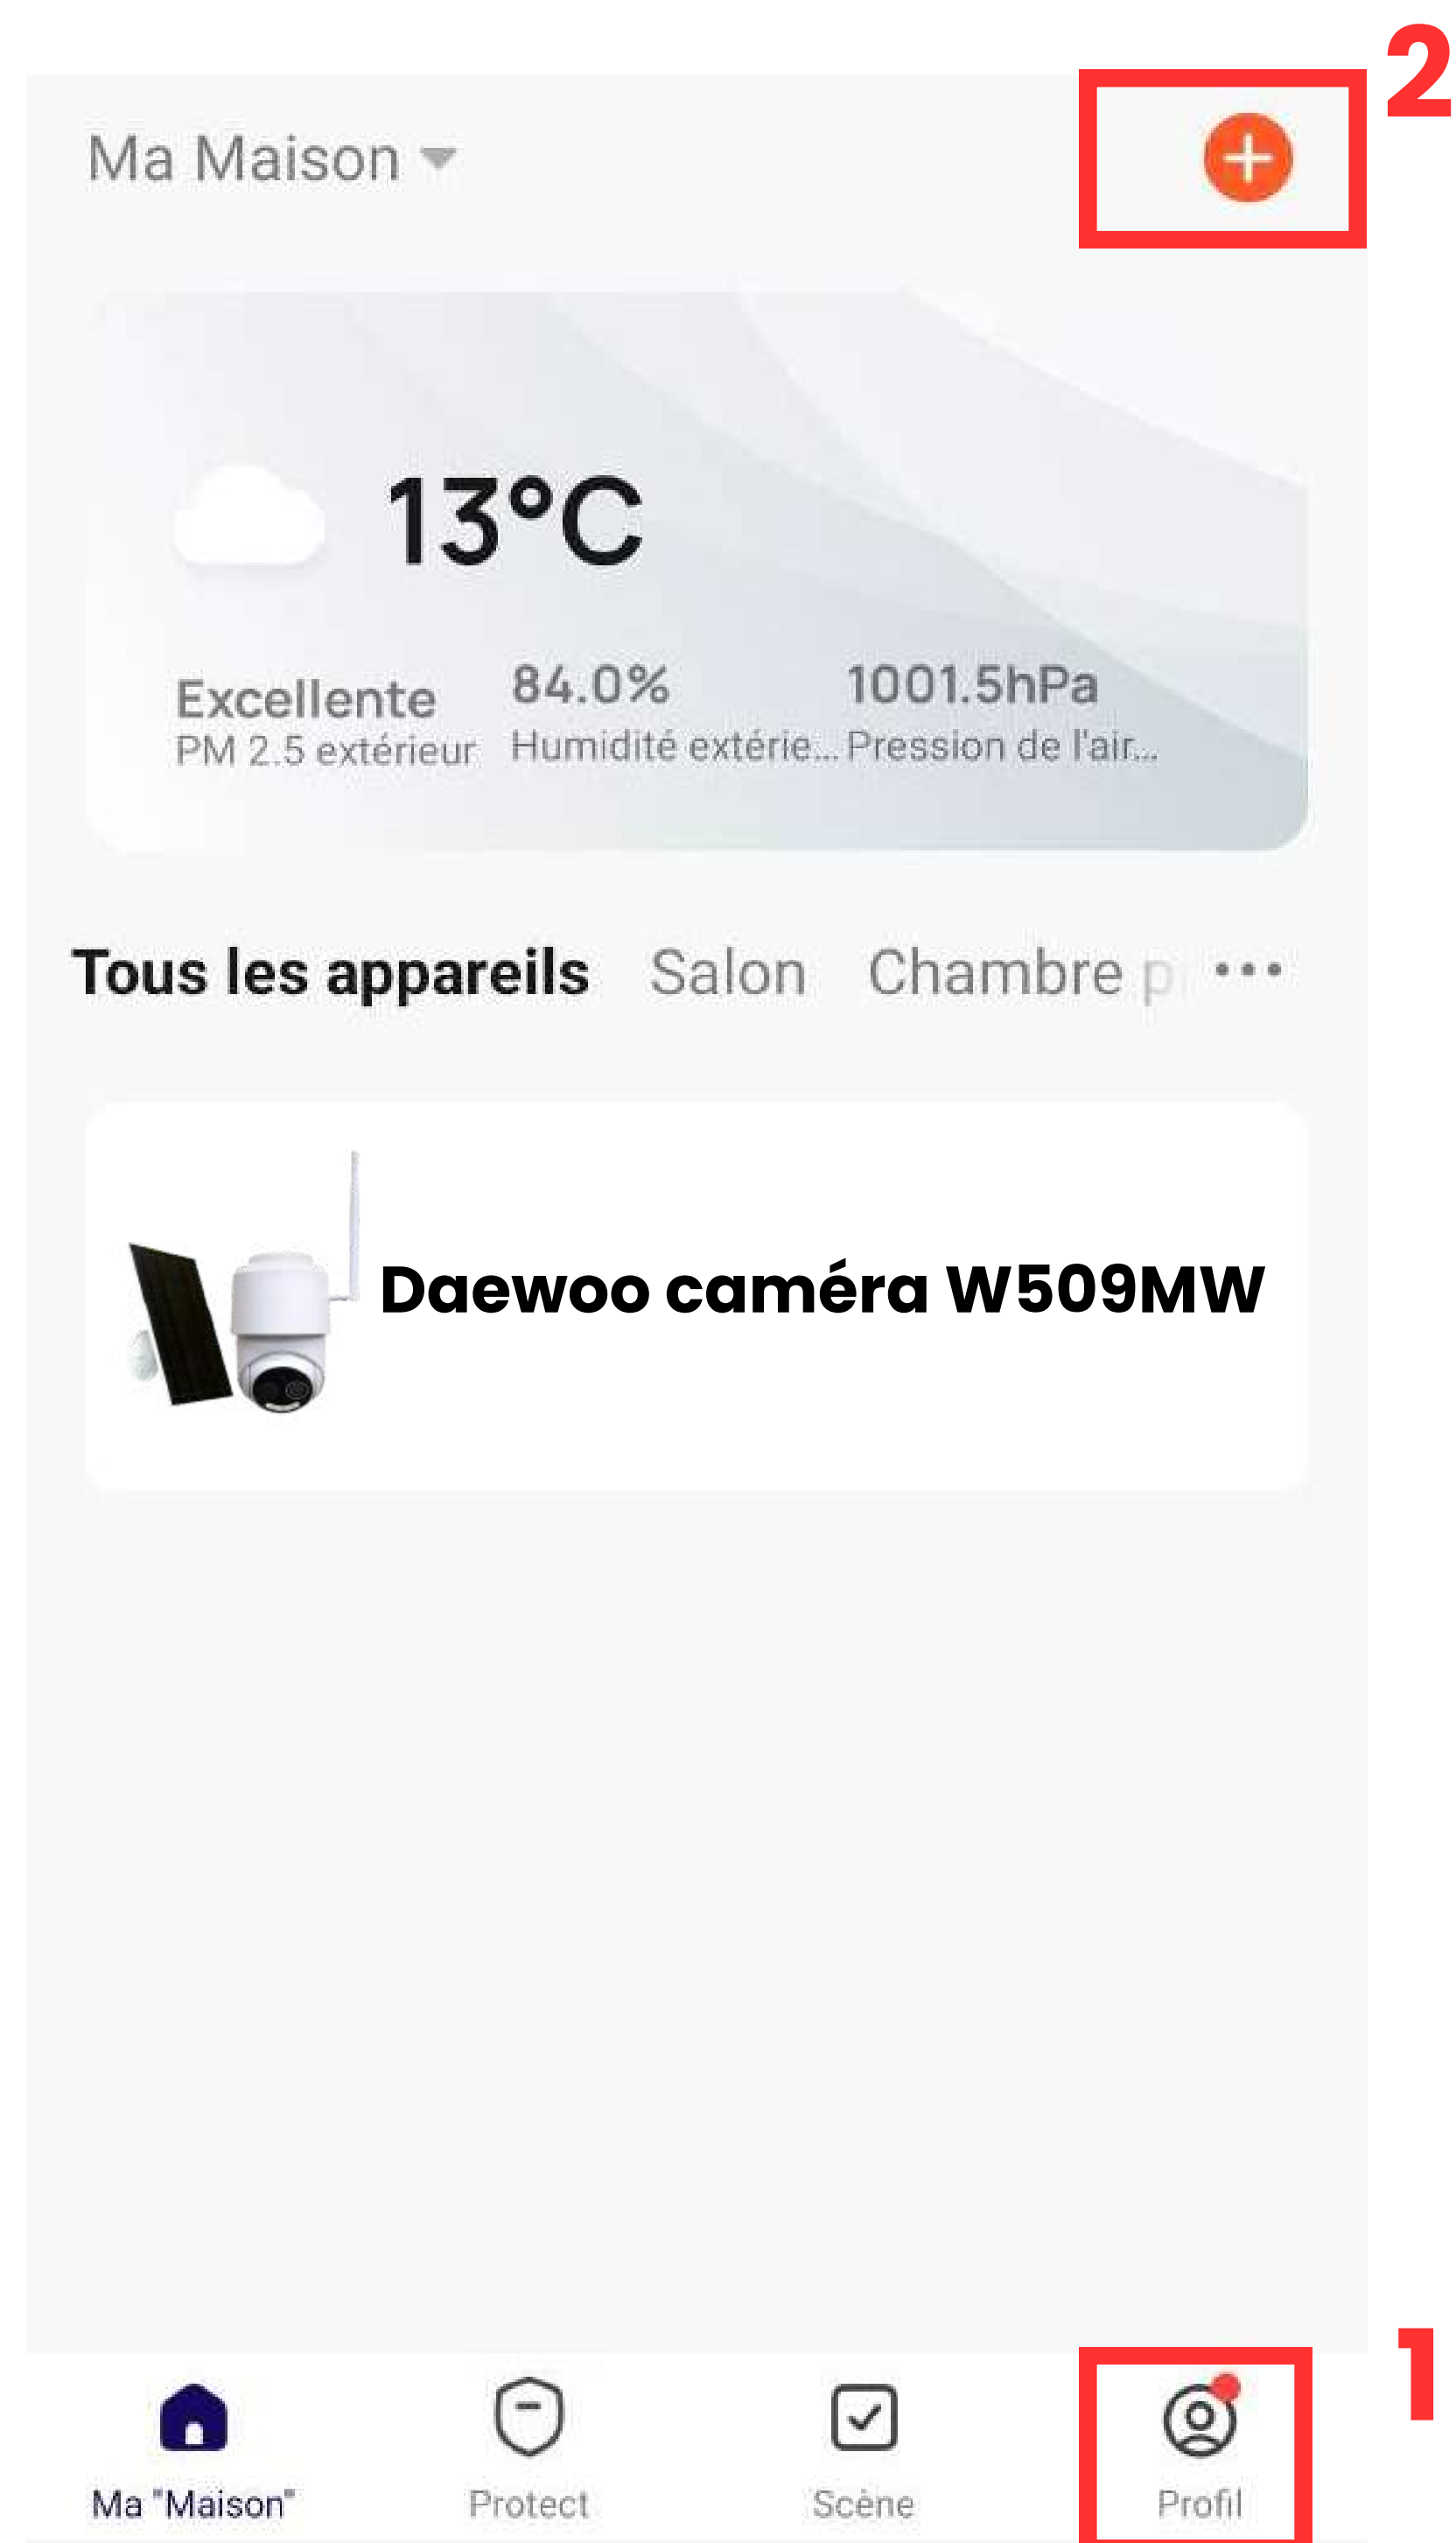 2
Ma Maison
13°C
Excellente 84.0% 1001.5hPa
PM 2.5 extérieur Humidité extérie... Pression de l'air...
Tous les appareils Salon Chambre p
Daewoo caméra W509MW
1
Ma "Maison" Protect Scène Profil